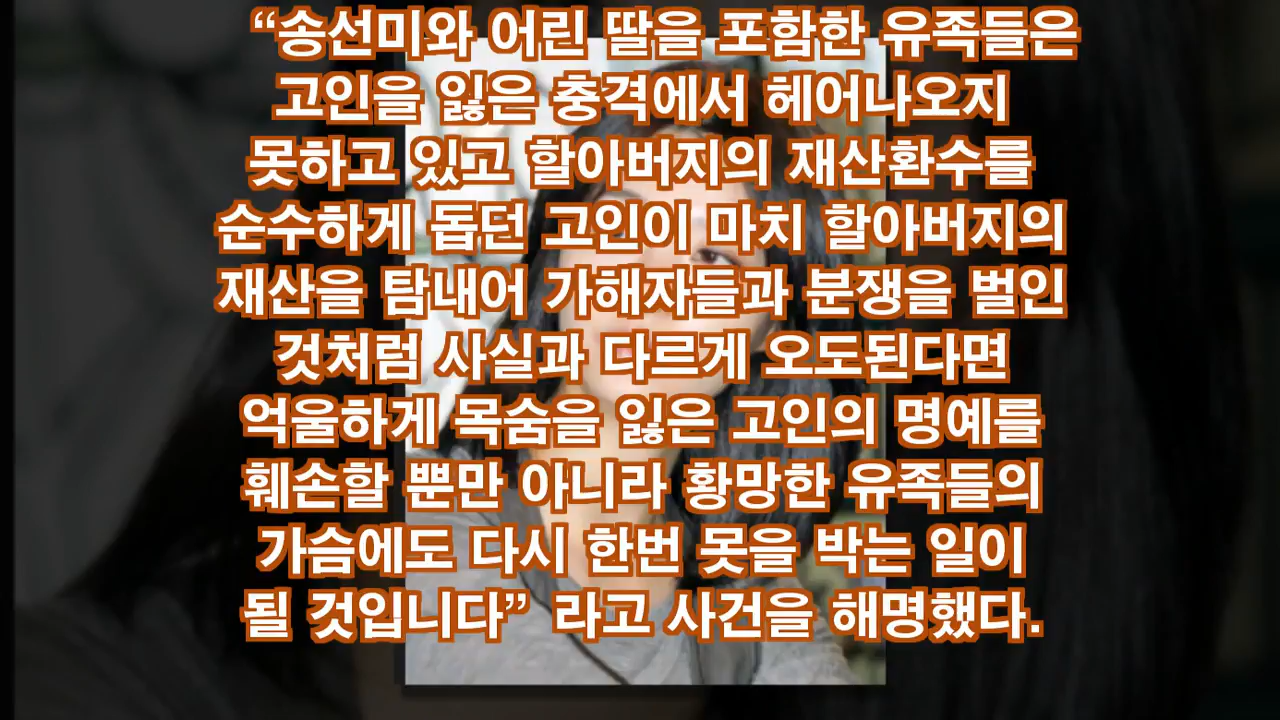 “송선미와 어린 딸을 포함한 유족들은
고인을 잃은 충격에서 헤어나오지
못하고 있고 할아버지의 재산환수를
순수하게 돕던 고인이 마치 할아버지의
재산을 탐내어 가해자들과 분쟁을 벌인
것처럼 사실과 다르게 오도된다면
억울하게 목숨을 잃은 고인의 명예를
훼손할 뿐만 아니라 황망한 유족들의
가슴에도 다시 한번 못을 박는 일이
될 것입니다” 라고 사건을 해명했다.